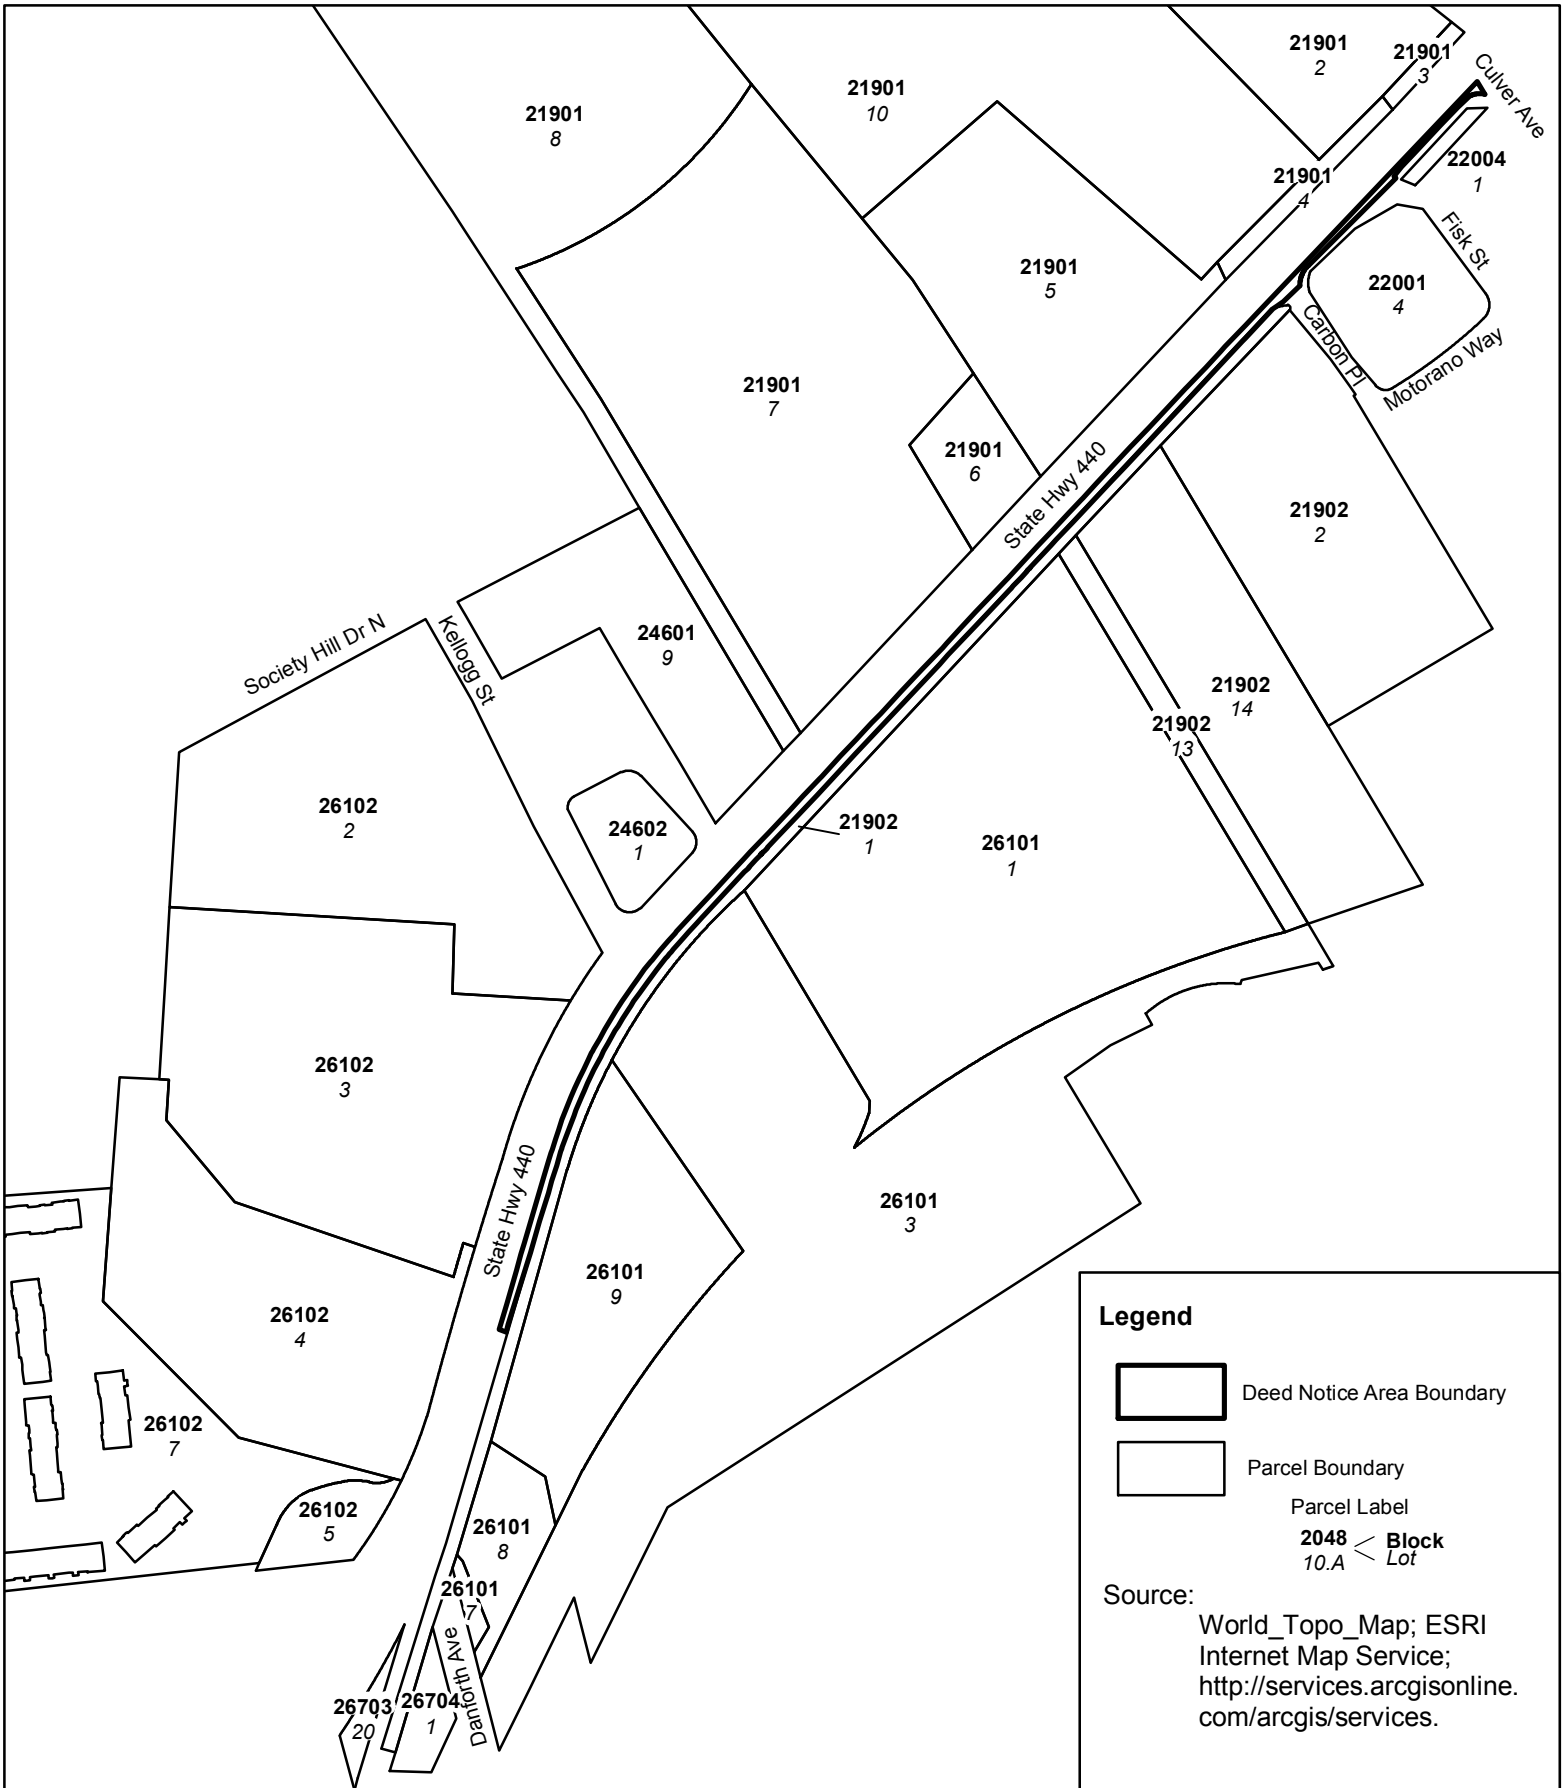 21901
2
21901
3
Culver Ave
21901
10
21901
8
22004
1
21901
4
Fisk St
21901
5
22001
4
Carbon Pl
Motorano Way
21901
7
21901
6
State Hwy 440
21902
2
Society Hill Dr N
Kellogg St
24601
9
21902
14
21902
13
26102
2
24602
1
21902
1
26101
1
26102
3
State Hwy 440
26101
3
26101
9
26102
4
26102
7
26102
5
26101
8
26101
7
Danforth Ave
26703
20
26704
1
Legend
Deed Notice Area Boundary
Parcel Boundary
Parcel Label
2048 < Block
10.A < Lot
Source:
World_Topo_Map; ESRI
Internet Map Service;
http://services.arcgisonline.
com/arcgis/services.